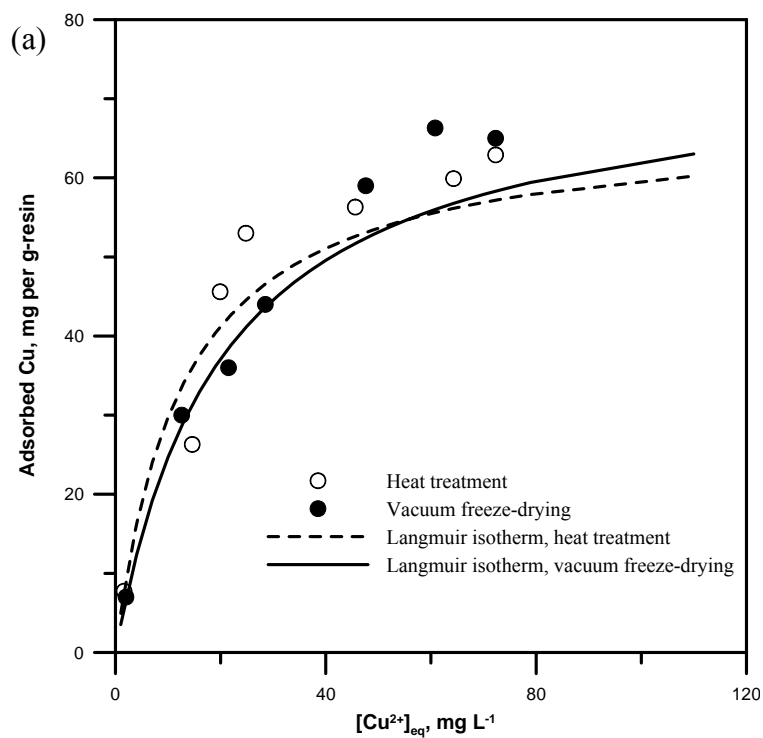 (a)
80
60
40
20
0
Adsorbed Cu, mg per g-resin
Heat treatment
Vacuum freeze-drying
Langmuir isotherm, heat treatment
Langmuir isotherm, vacuum freeze-drying
0 40 80 120
[Cu²⁺]eq, mg L⁻¹